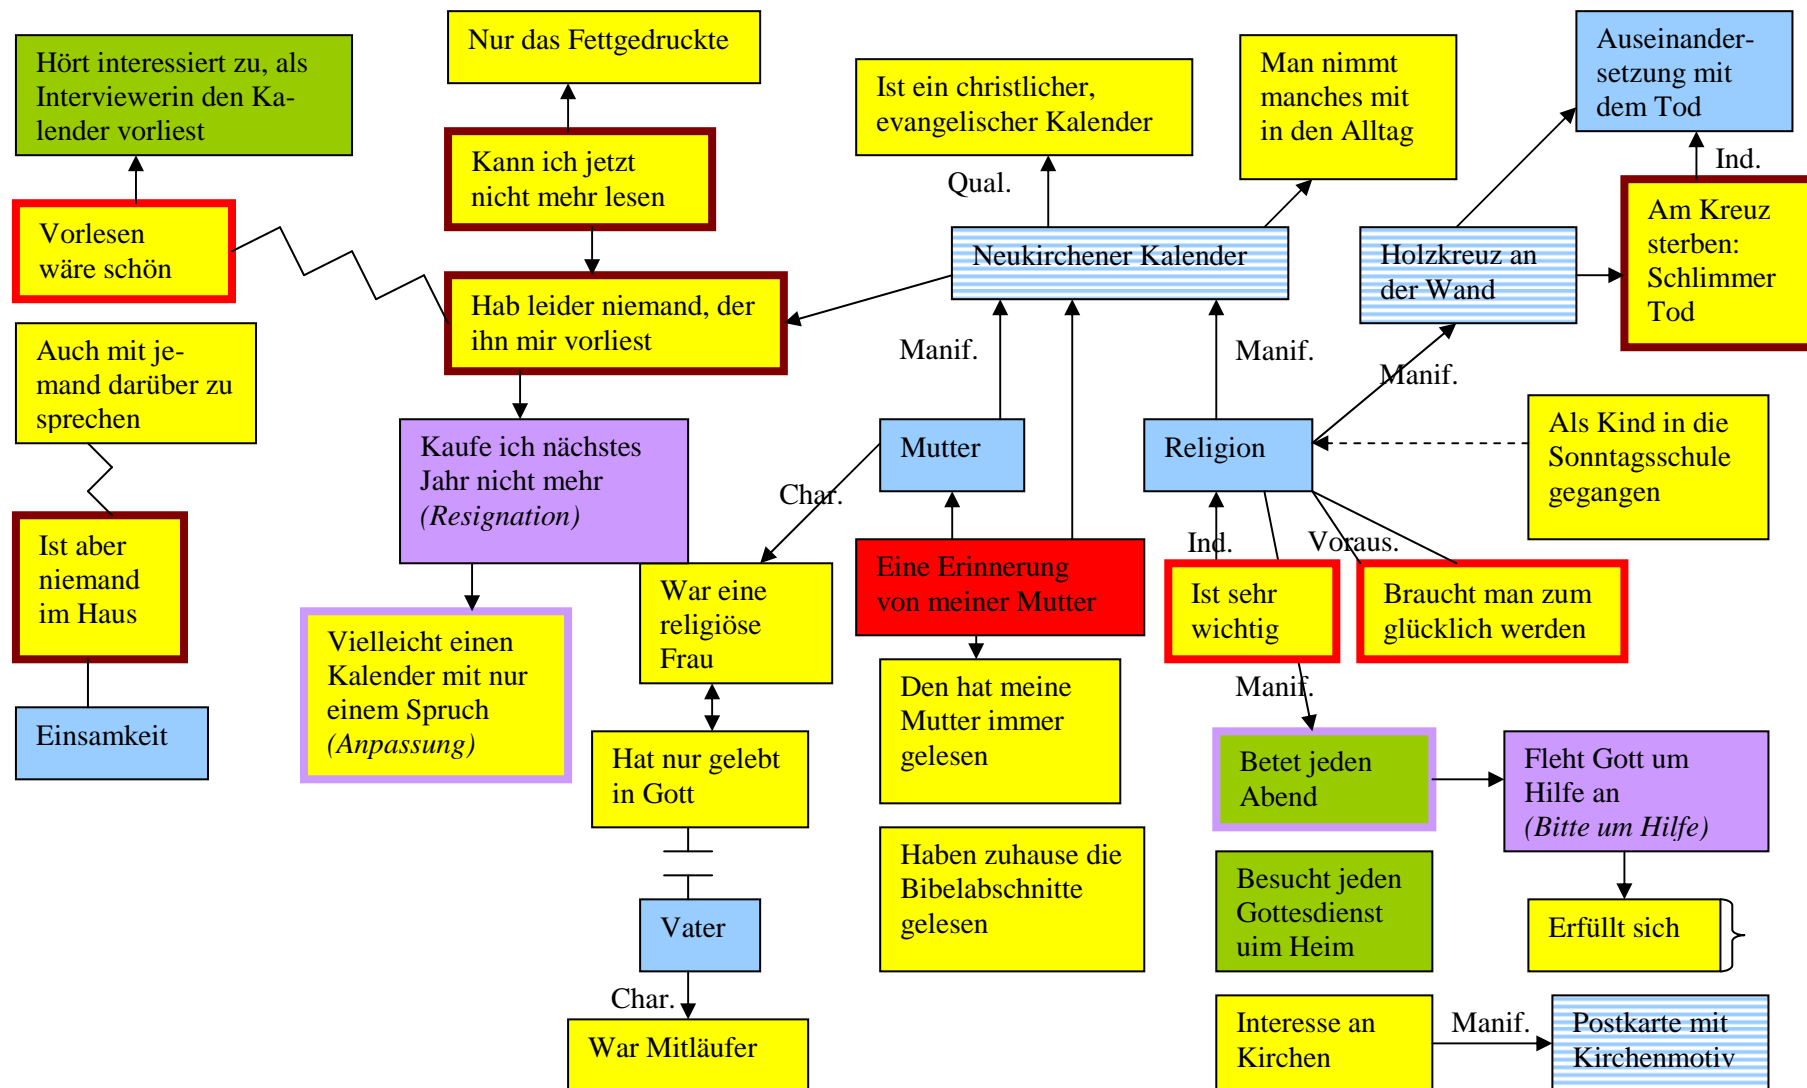 Hört interessiert zu, als
Interviewerin den Ka-
lender vorliest
Nur das Fettgedruckte
Ist ein christlicher,
evangelischer Kalender
Man nimmt
manches mit
in den Alltag
Auseinander-
setzung mit
dem Tod
Kann ich jetzt
nicht mehr lesen
Qual.
Ind.
Vorlesen
wäre schön
Neukirchener Kalender
Holzkreuz an
der Wand
Am Kreuz
sterben:
Schlimmer
Tod
Hab leider niemand, der
ihn mir vorliest
Auch mit je-
mand darüber zu
sprechen
Manif.
Manif.
Manif.
Kaufe ich nächstes
Jahr nicht mehr
(Resignation)
Mutter
Religion
Als Kind in die
Sonntagsschule
gegangen
Char.
Ist aber
niemand
im Haus
Ind.
Voraus.
Eine Erinnerung
von meiner Mutter
War eine
religiöse
Frau
Ist sehr
wichtig
Braucht man zum
glücklich werden
Vielleicht einen
Kalender mit nur
einem Spruch
(Anpassung)
Manif.
Den hat meine
Mutter immer
gelesen
Einsamkeit
Hat nur gelebt
in Gott
Betet jeden
Abend
Fleht Gott um
Hilfe an
(Bitte um Hilfe)
Haben zuhause die
Bibelabschnitte
gelesen
Besucht jeden
Gottesdienst
uim Heim
Vater
Erfüllt sich
Char.
War Mitläufer
Interesse an
Kirchen
Manif.
Postkarte mit
Kirchenmotiv